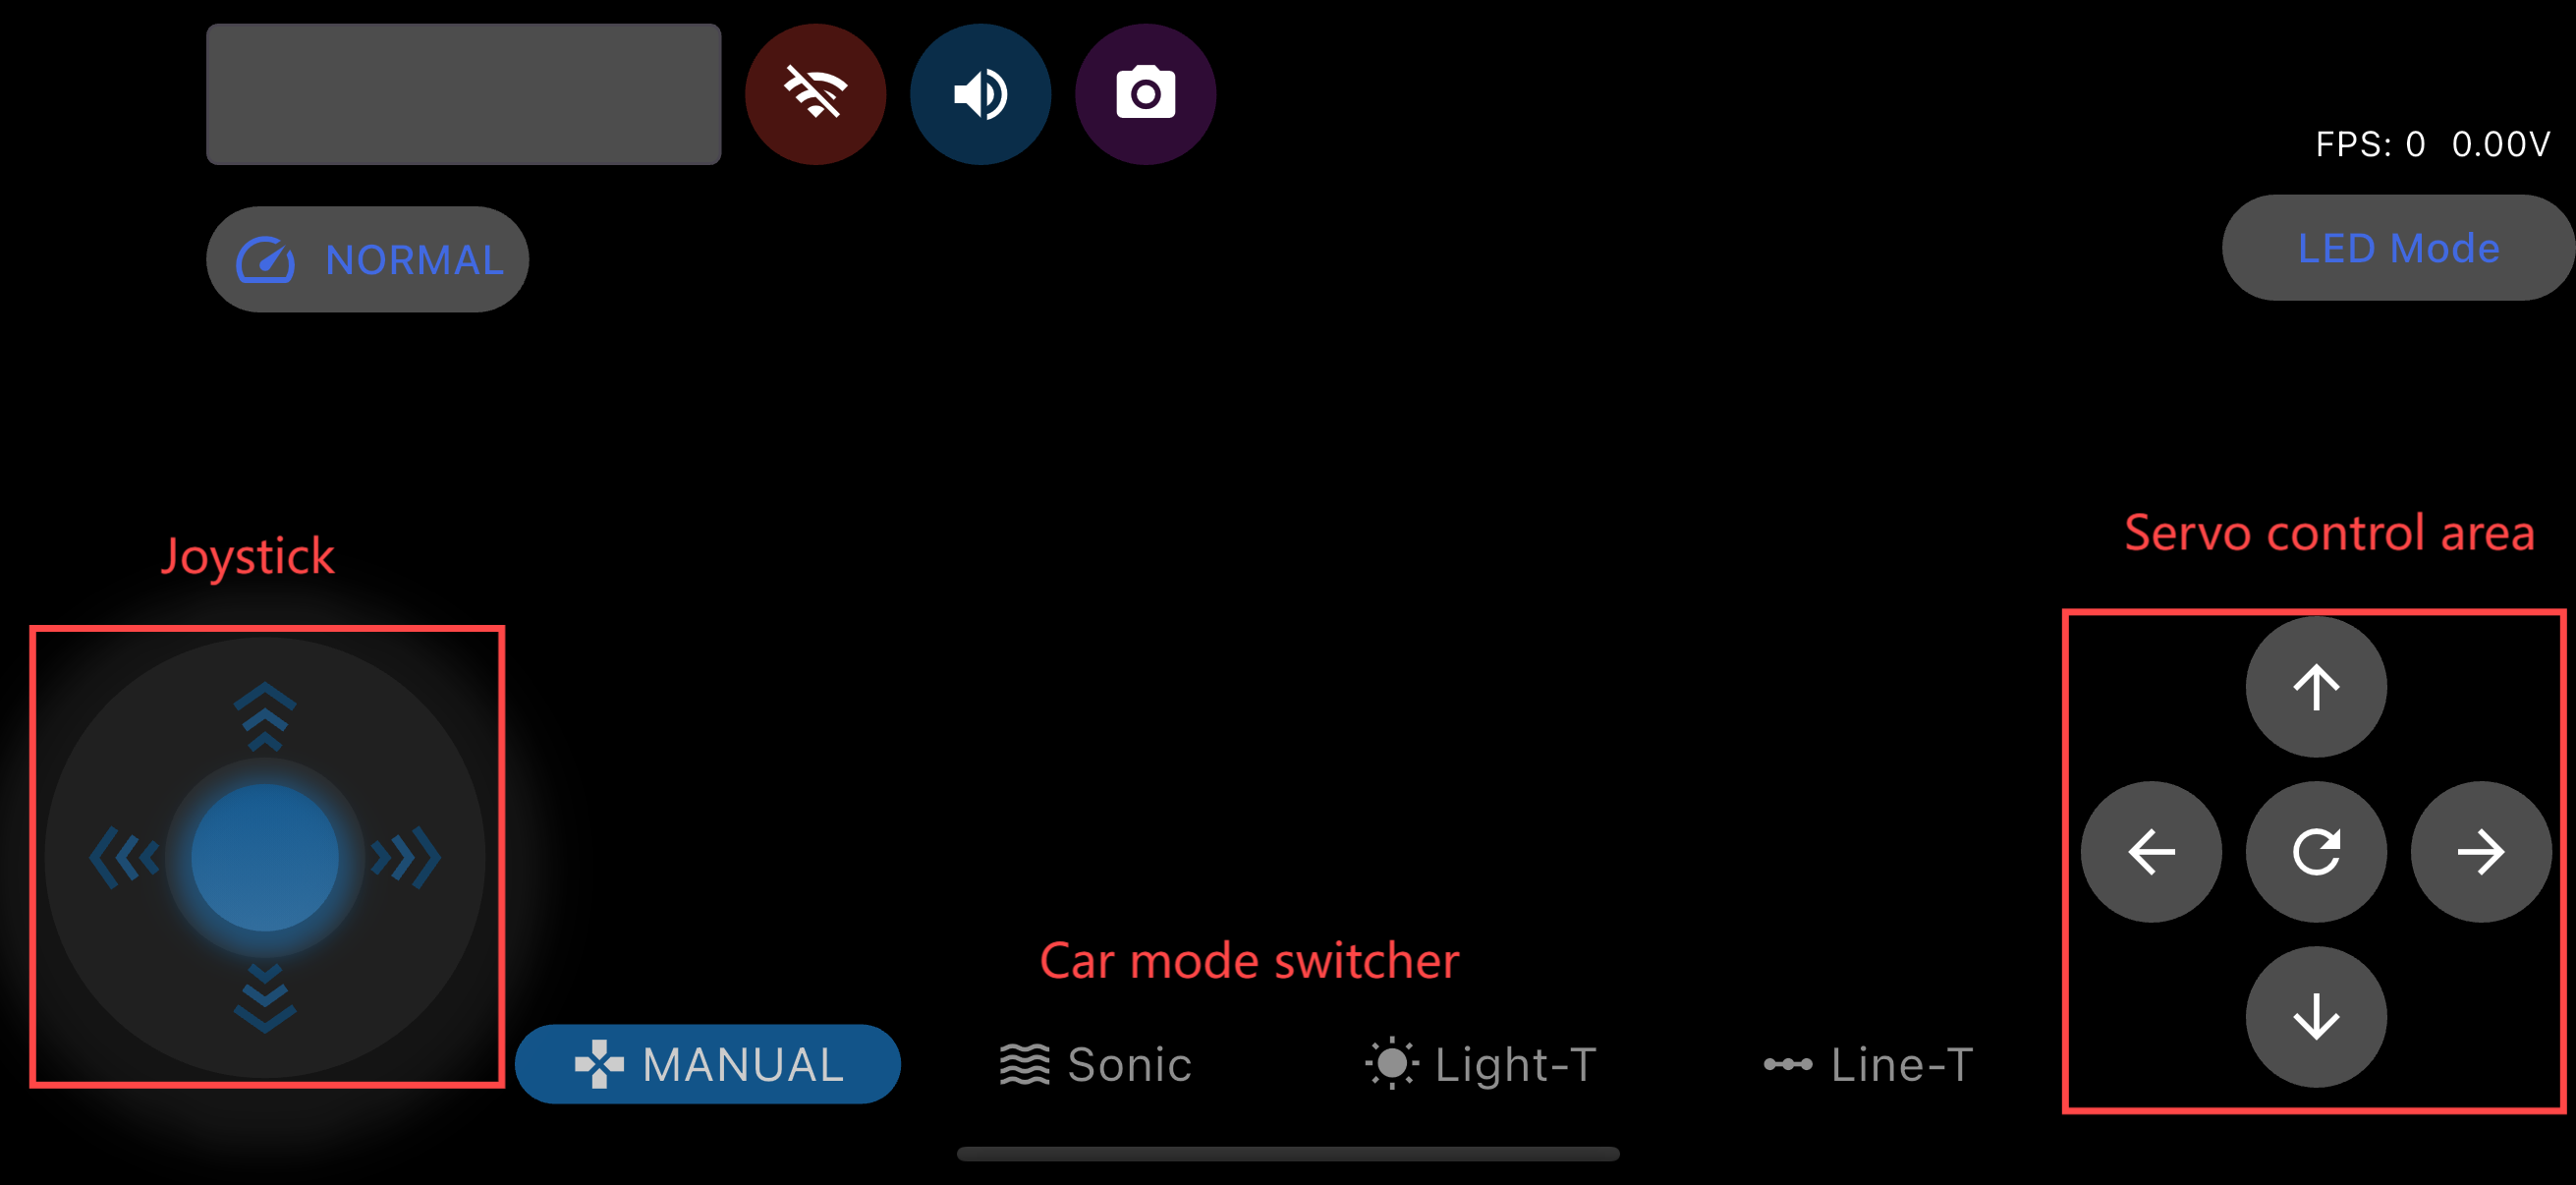 FPS: 0 0.00V
NORMAL
LED Mode
Joystick
Servo control area
Car mode switcher
MANUAL
Sonic
Light-T
Line-T